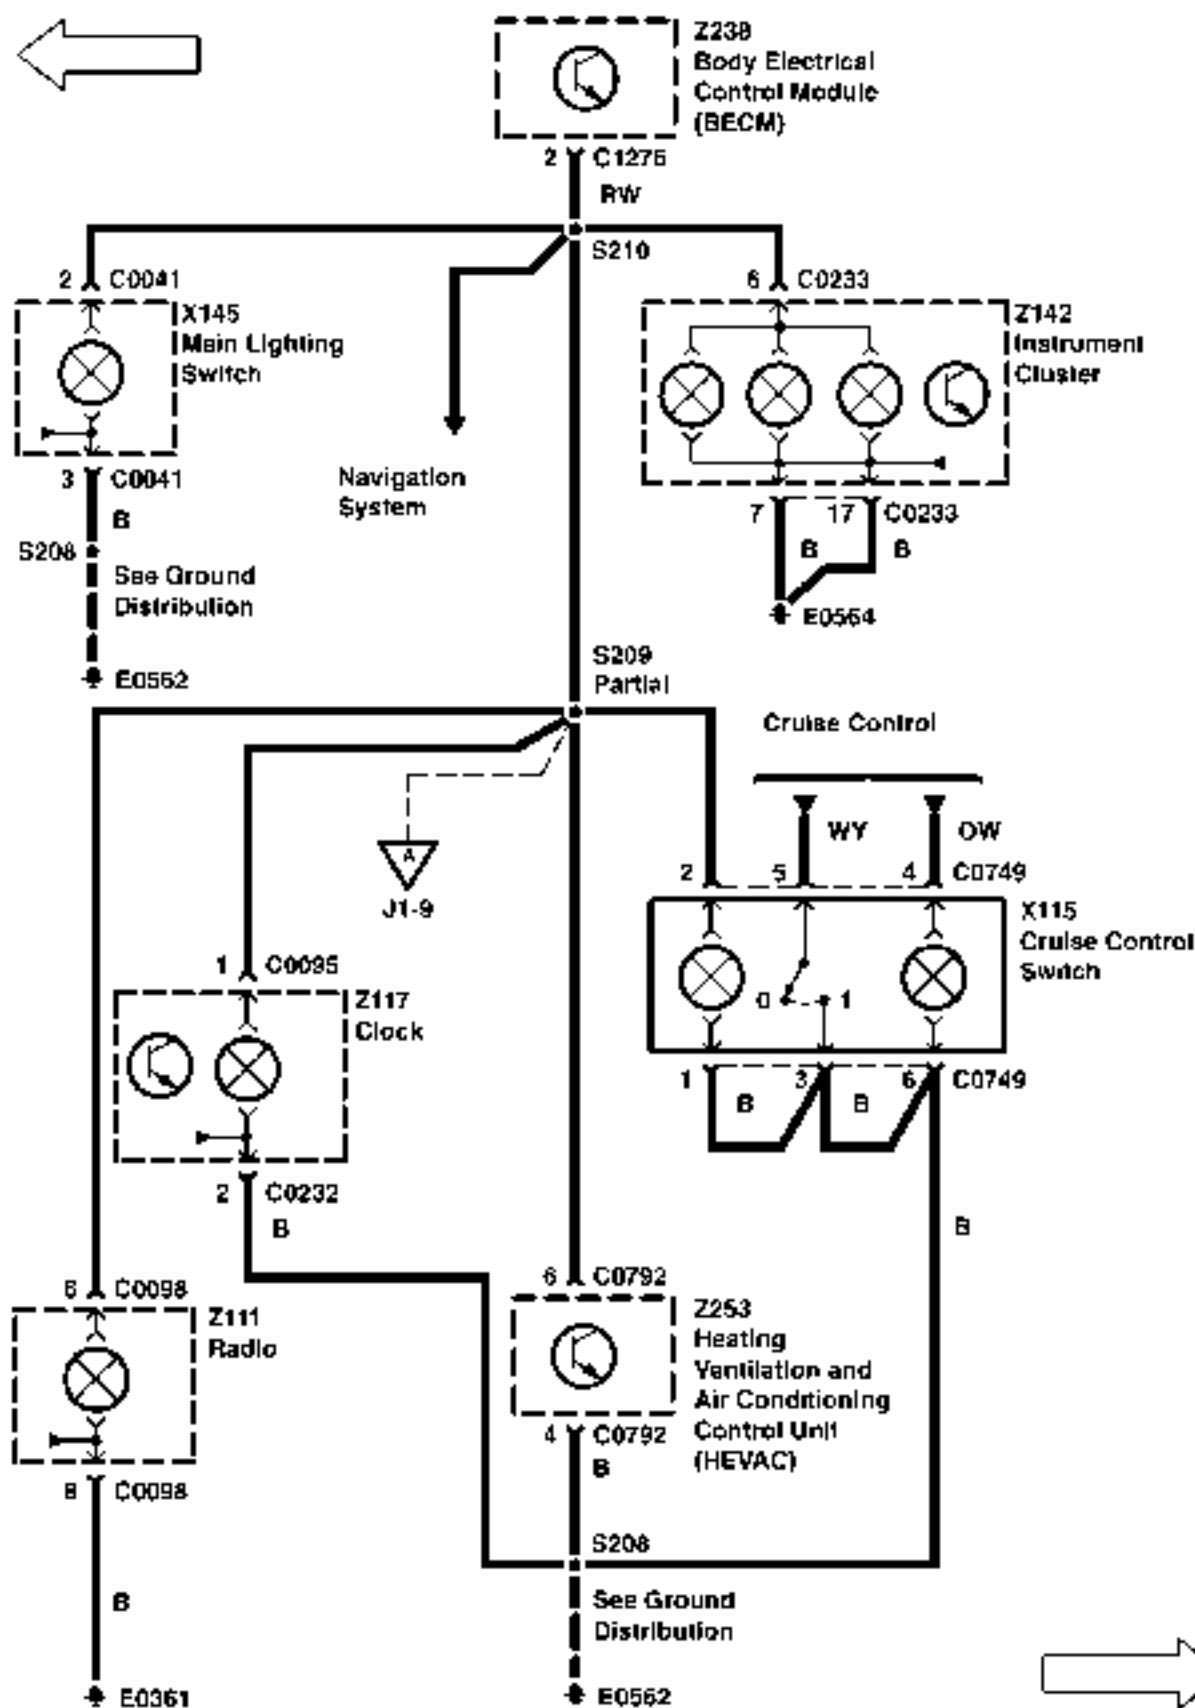 Z238
Body Electrical
Control Module
(BECM)
2 C1275
RW
S210
2 C0041
X145
Main Lighting
Switch
3 C0041
B
S208
See Ground
Distribution
E0562
Navigation
System
6 C0233
Z142
Instrument
Cluster
7 17 C0233
B B
E0564
S209
Partial
Cruise Control
WY OW
A
J1-9
2 5 4 C0749
X115
Cruise Control
Switch
0 1
1 3 6 C0749
B B
B
1 C0095
Z117
Clock
2 C0232
B
6 C0098
Z111
Radio
8 C0098
B
E0361
6 C0792
Z253
Heating
Ventilation and
Air Conditioning
Control Unit
(HEVAC)
4 C0792
B
S208
See Ground
Distribution
E0562